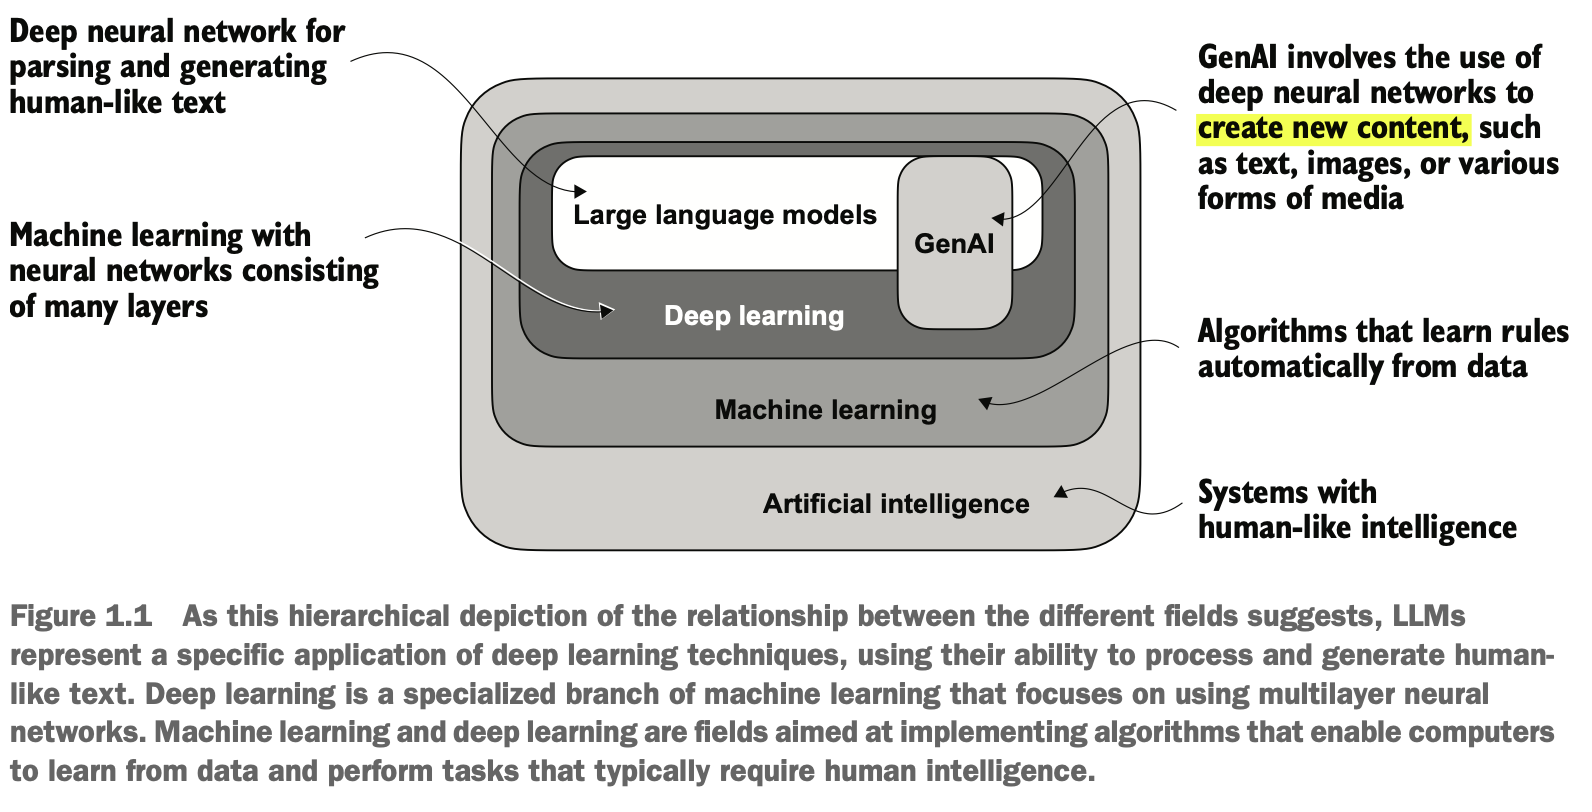 Deep neural network for
parsing and generating
human-like text
Machine learning with
neural networks consisting
of many layers
Large language models
GenAI
Deep learning
Machine learning
Artificial intelligence
GenAI involves the use of
deep neural networks to
create new content, such
as text, images, or various
forms of media
Algorithms that learn rules
automatically from data
Systems with
human-like intelligence
Figure 1.1 As this hierarchical depiction of the relationship between the different fields suggests, LLMs
represent a specific application of deep learning techniques, using their ability to process and generate human-
like text. Deep learning is a specialized branch of machine learning that focuses on using multilayer neural
networks. Machine learning and deep learning are fields aimed at implementing algorithms that enable computers
to learn from data and perform tasks that typically require human intelligence.